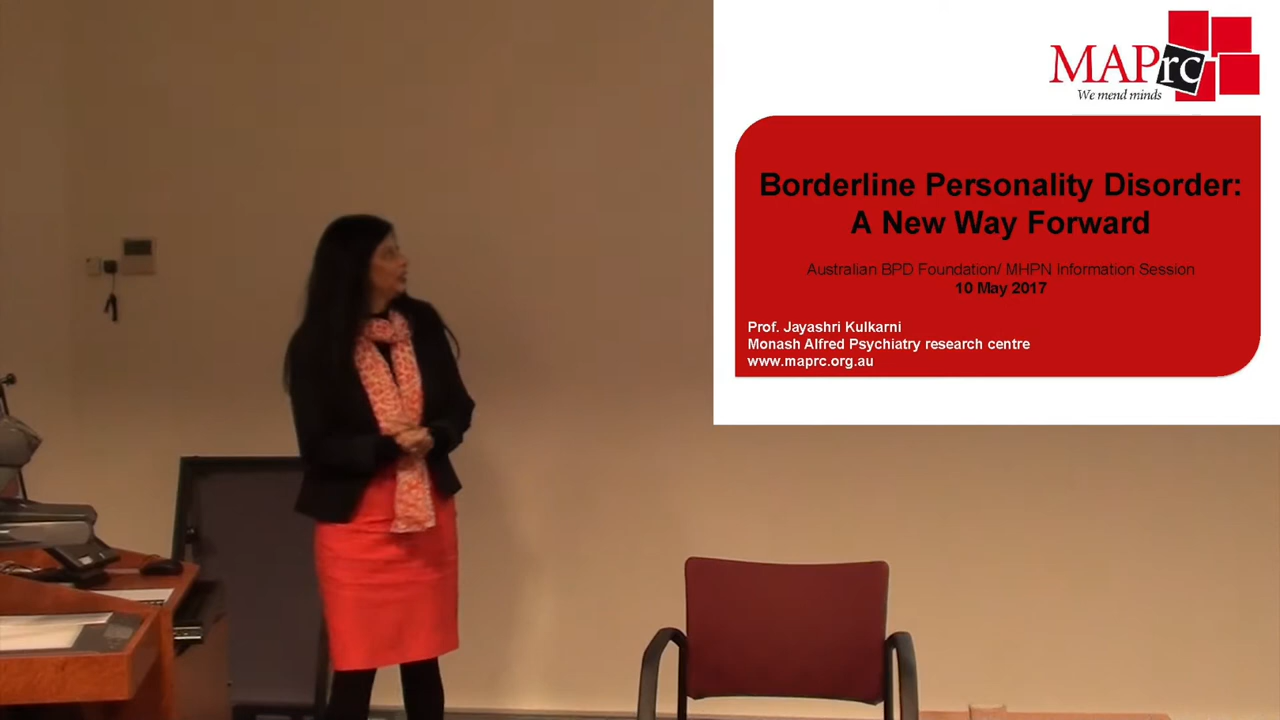 MAPrc
We mend minds
Borderline Personality Disorder:
A New Way Forward
Australian BPD Foundation/ MHPN Information Session
10 May 2017
Prof. Jayashri Kulkarni
Monash Alfred Psychiatry research centre
www.maprc.org.au